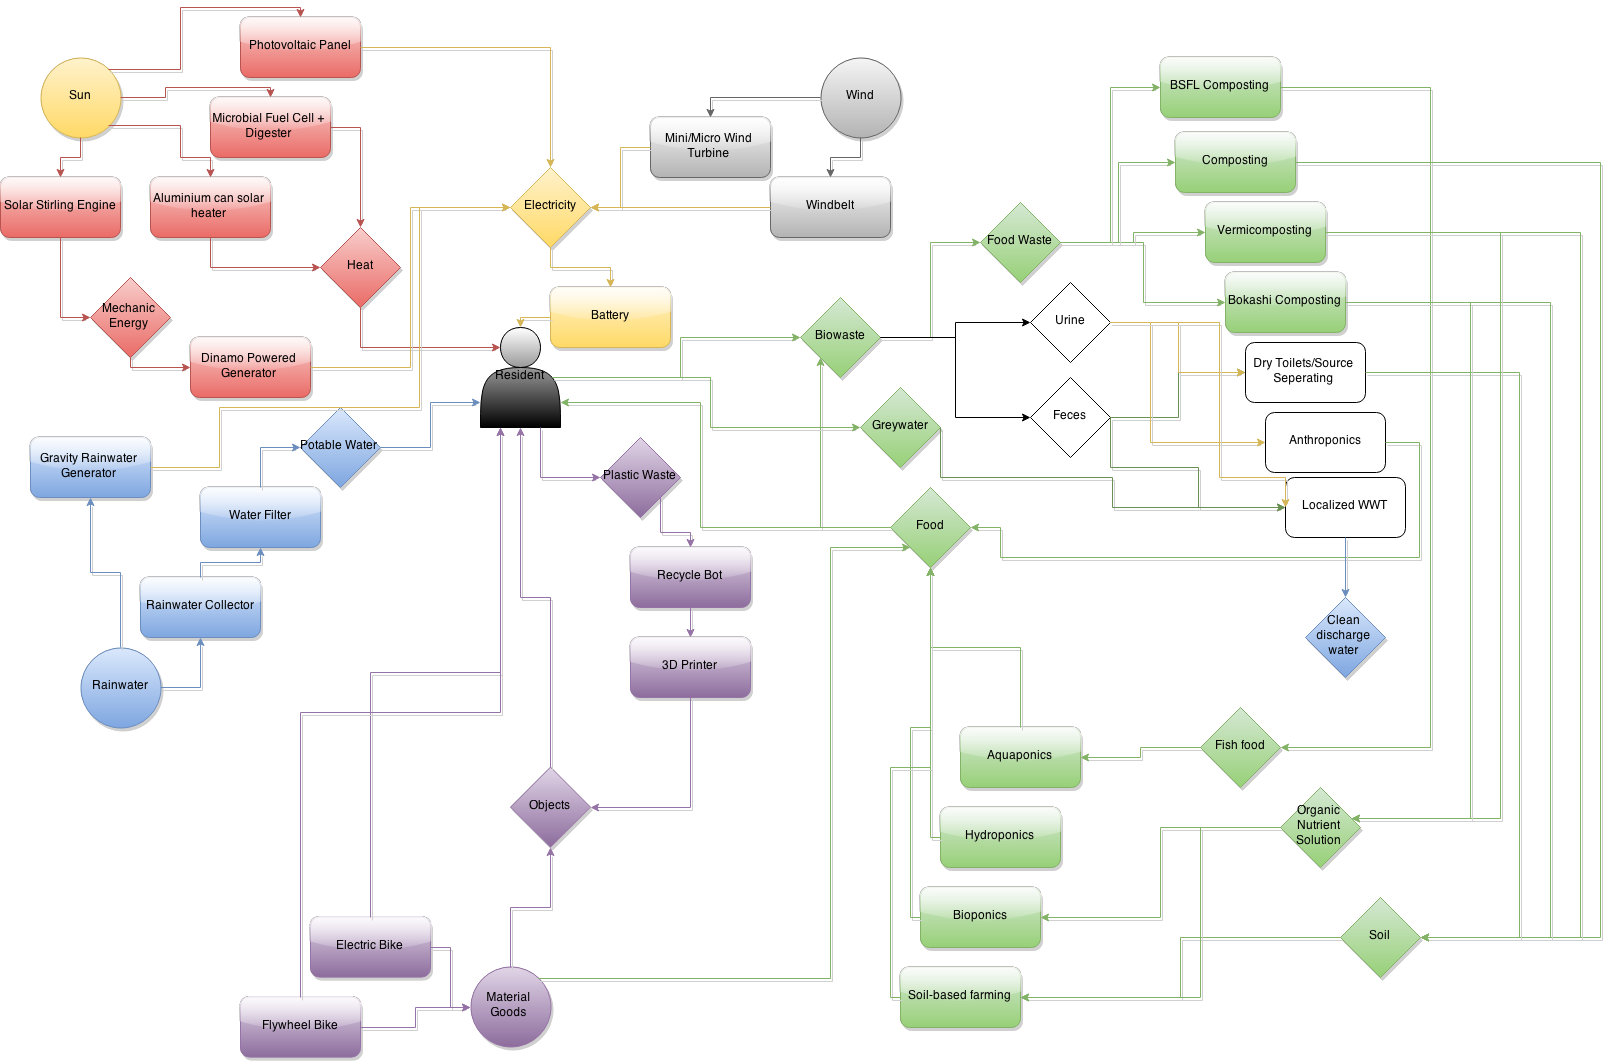 Photovoltaic Panel
Sun
Wind
BSFL Composting
Microbial Fuel Cell +
Digester
Mini/Micro Wind
Turbine
Composting
Solar Stirling Engine
Aluminium can solar
heater
Electricity
Windbelt
Food Waste
Vermicomposting
Heat
Mechanic
Energy
Battery
Biowaste
Urine
Bokashi Composting
Dinamo Powered
Generator
Resident
Dry Toilets/Source
Seperating
Feces
Greywater
Anthroponics
Potable Water
Gravity Rainwater
Generator
Plastic Waste
Water Filter
Food
Localized WWT
Recycle Bot
Rainwater Collector
Clean
discharge
water
3D Printer
Rainwater
Aquaponics
Fish food
Objects
Organic
Nutrient
Solution
Hydroponics
Bioponics
Soil
Electric Bike
Material
Goods
Soil-based farming
Flywheel Bike